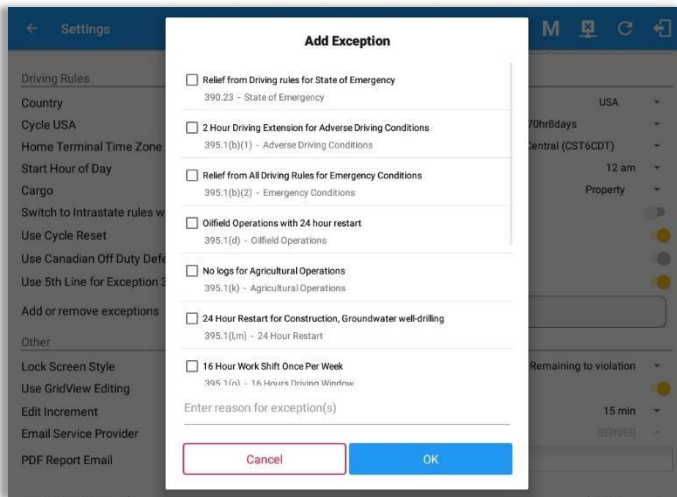 Settings
M
Add Exception
Relief from Driving rules for State of Emergency
390.23 - State of Emergency
2 Hour Driving Extension for Adverse Driving Conditions
395.1(b)(1) - Adverse Driving Conditions
Relief from All Driving Rules for Emergency Conditions
395.1(b)(2) - Emergency Conditions
Oilfield Operations with 24 hour restart
395.1(d) - Oilfield Operations
No logs for Agricultural Operations
395.1(k) - Agricultural Operations
24 Hour Restart for Construction, Groundwater well-drilling
395.1(l,m) - 24 Hour Restart
16 Hour Work Shift Once Per Week
395.1(o) - 16 Hours Driving Window
Enter reason for exception(s)
Cancel
OK
Driving Rules
Country USA
Cycle USA 70hr8days
Home Terminal Time Zone Central (CST6CDT)
Start Hour of Day 12 am
Cargo Property
Switch to Intrastate rules w
Use Cycle Reset
Use Canadian Off Duty Defe
Use 5th Line for Exception 3
Add or remove exceptions
Other
Lock Screen Style Remaining to violation
Use GridView Editing
Edit Increment 15 min
Email Service Provider SERVER
PDF Report Email